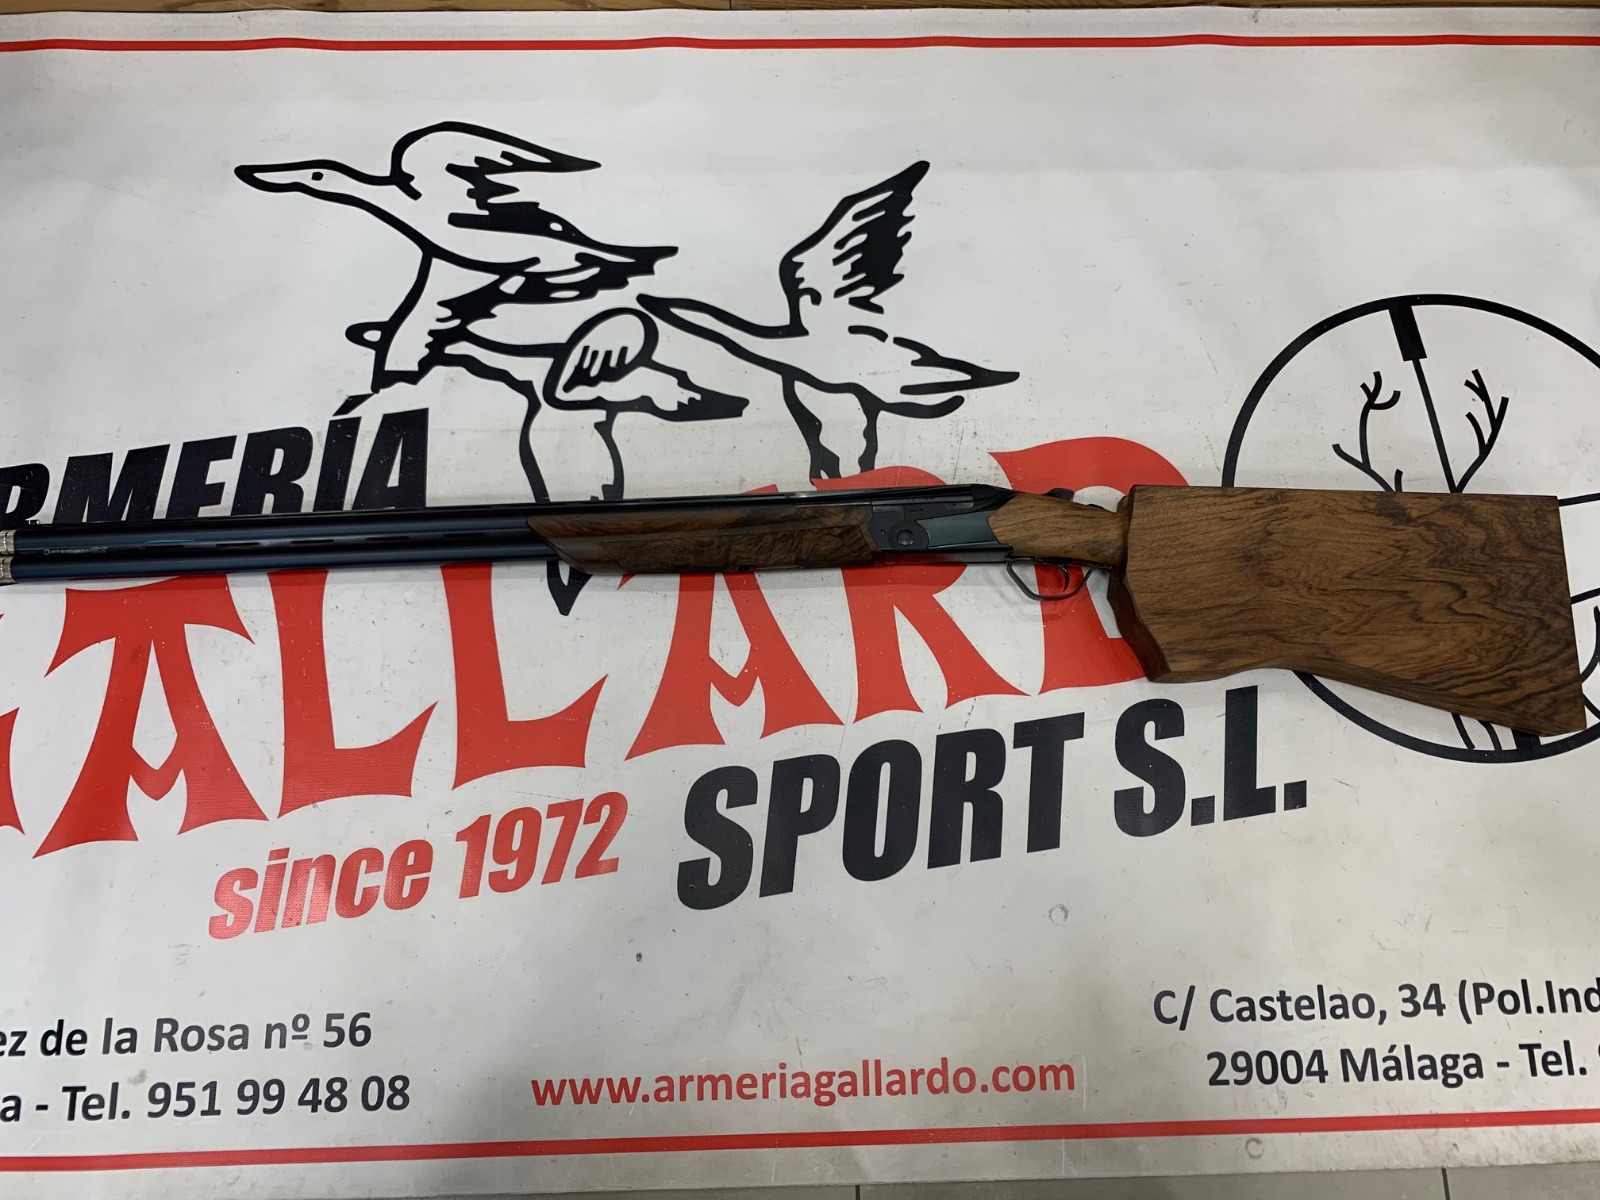 RMERÍA
GALLARDO
since 1972
SPORT S.L.
ez de la Rosa nº 56
a - Tel. 951 99 48 08
www.armeriagallardo.com
C/ Castelao, 34 (Pol.Ind
29004 Málaga - Tel.